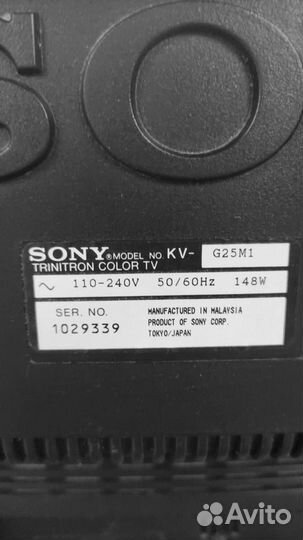 SO
SONY® MODEL NO. KV- G25M1
TRINITRON COLOR TV
~ 110-240V 50/60Hz 148W
SER. NO.
1029339
MANUFACTURED IN MALAYSIA
PRODUCT OF SONY CORP.
TOKYO/JAPAN
Avito